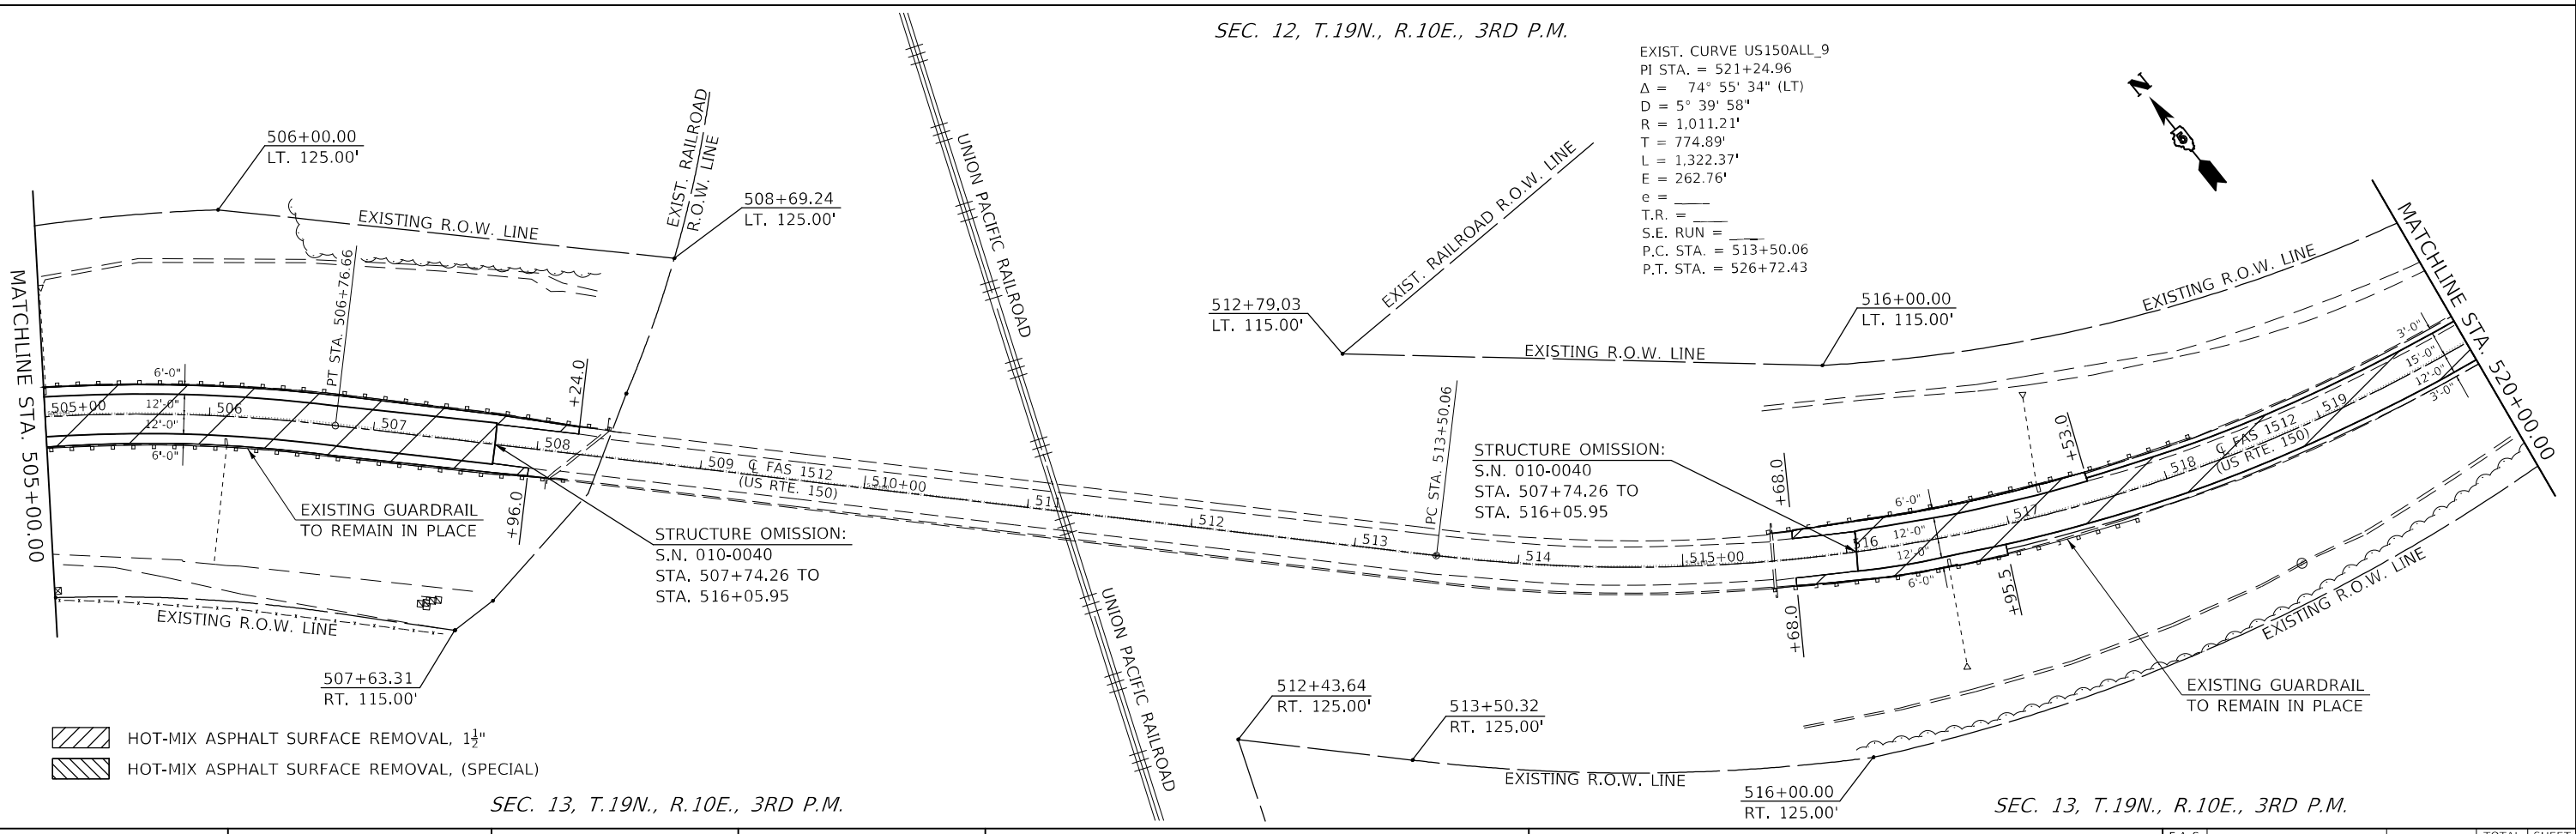 SEC. 12, T.19N., R.10E., 3RD P.M.
EXIST. CURVE US150ALL_9
PI STA. = 521+24.96
Δ = 74° 55' 34" (LT)
D = 5° 39' 58"
R = 1,011.21'
T = 774.89'
L = 1,322.37'
E = 262.76'
e = ____
T.R. = ____
S.E. RUN = ____
P.C. STA. = 513+50.06
P.T. STA. = 526+72.43
N
506+00.00
LT. 125.00'
EXISTING R.O.W. LINE
EXIST. RAILROAD
R.O.W. LINE
508+69.24
LT. 125.00'
UNION PACIFIC RAILROAD
EXIST. RAILROAD R.O.W. LINE
512+79.03
LT. 115.00'
EXISTING R.O.W. LINE
516+00.00
LT. 115.00'
EXISTING R.O.W. LINE
MATCHLINE STA. 505+00.00
MATCHLINE STA. 520+00.00
PT STA. 506+76.66
6'-0"
12'-0"
12'-0"
6'-0"
505+00
506
507
508
509
510+00
511
512
513
514
515+00
516
517
518
519
+24.0
+96.0
℄ FAS 1512
(US RTE. 150)
PC STA. 513+50.06
+68.0
+68.0
+53.0
+95.5
6'-0"
12'-0"
12'-0"
6'-0"
℄ FAS 1512
(US RTE. 150)
3'-0"
15'-0"
12'-0"
3'-0"
EXISTING GUARDRAIL
TO REMAIN IN PLACE
STRUCTURE OMISSION:
S.N. 010-0040
STA. 507+74.26 TO
STA. 516+05.95
STRUCTURE OMISSION:
S.N. 010-0040
STA. 507+74.26 TO
STA. 516+05.95
EXISTING R.O.W. LINE
507+63.31
RT. 115.00'
UNION PACIFIC RAILROAD
512+43.64
RT. 125.00'
513+50.32
RT. 125.00'
EXISTING R.O.W. LINE
516+00.00
RT. 125.00'
EXISTING R.O.W. LINE
EXISTING GUARDRAIL
TO REMAIN IN PLACE
HOT-MIX ASPHALT SURFACE REMOVAL, 1½"
HOT-MIX ASPHALT SURFACE REMOVAL, (SPECIAL)
SEC. 13, T.19N., R.10E., 3RD P.M.
SEC. 13, T.19N., R.10E., 3RD P.M.